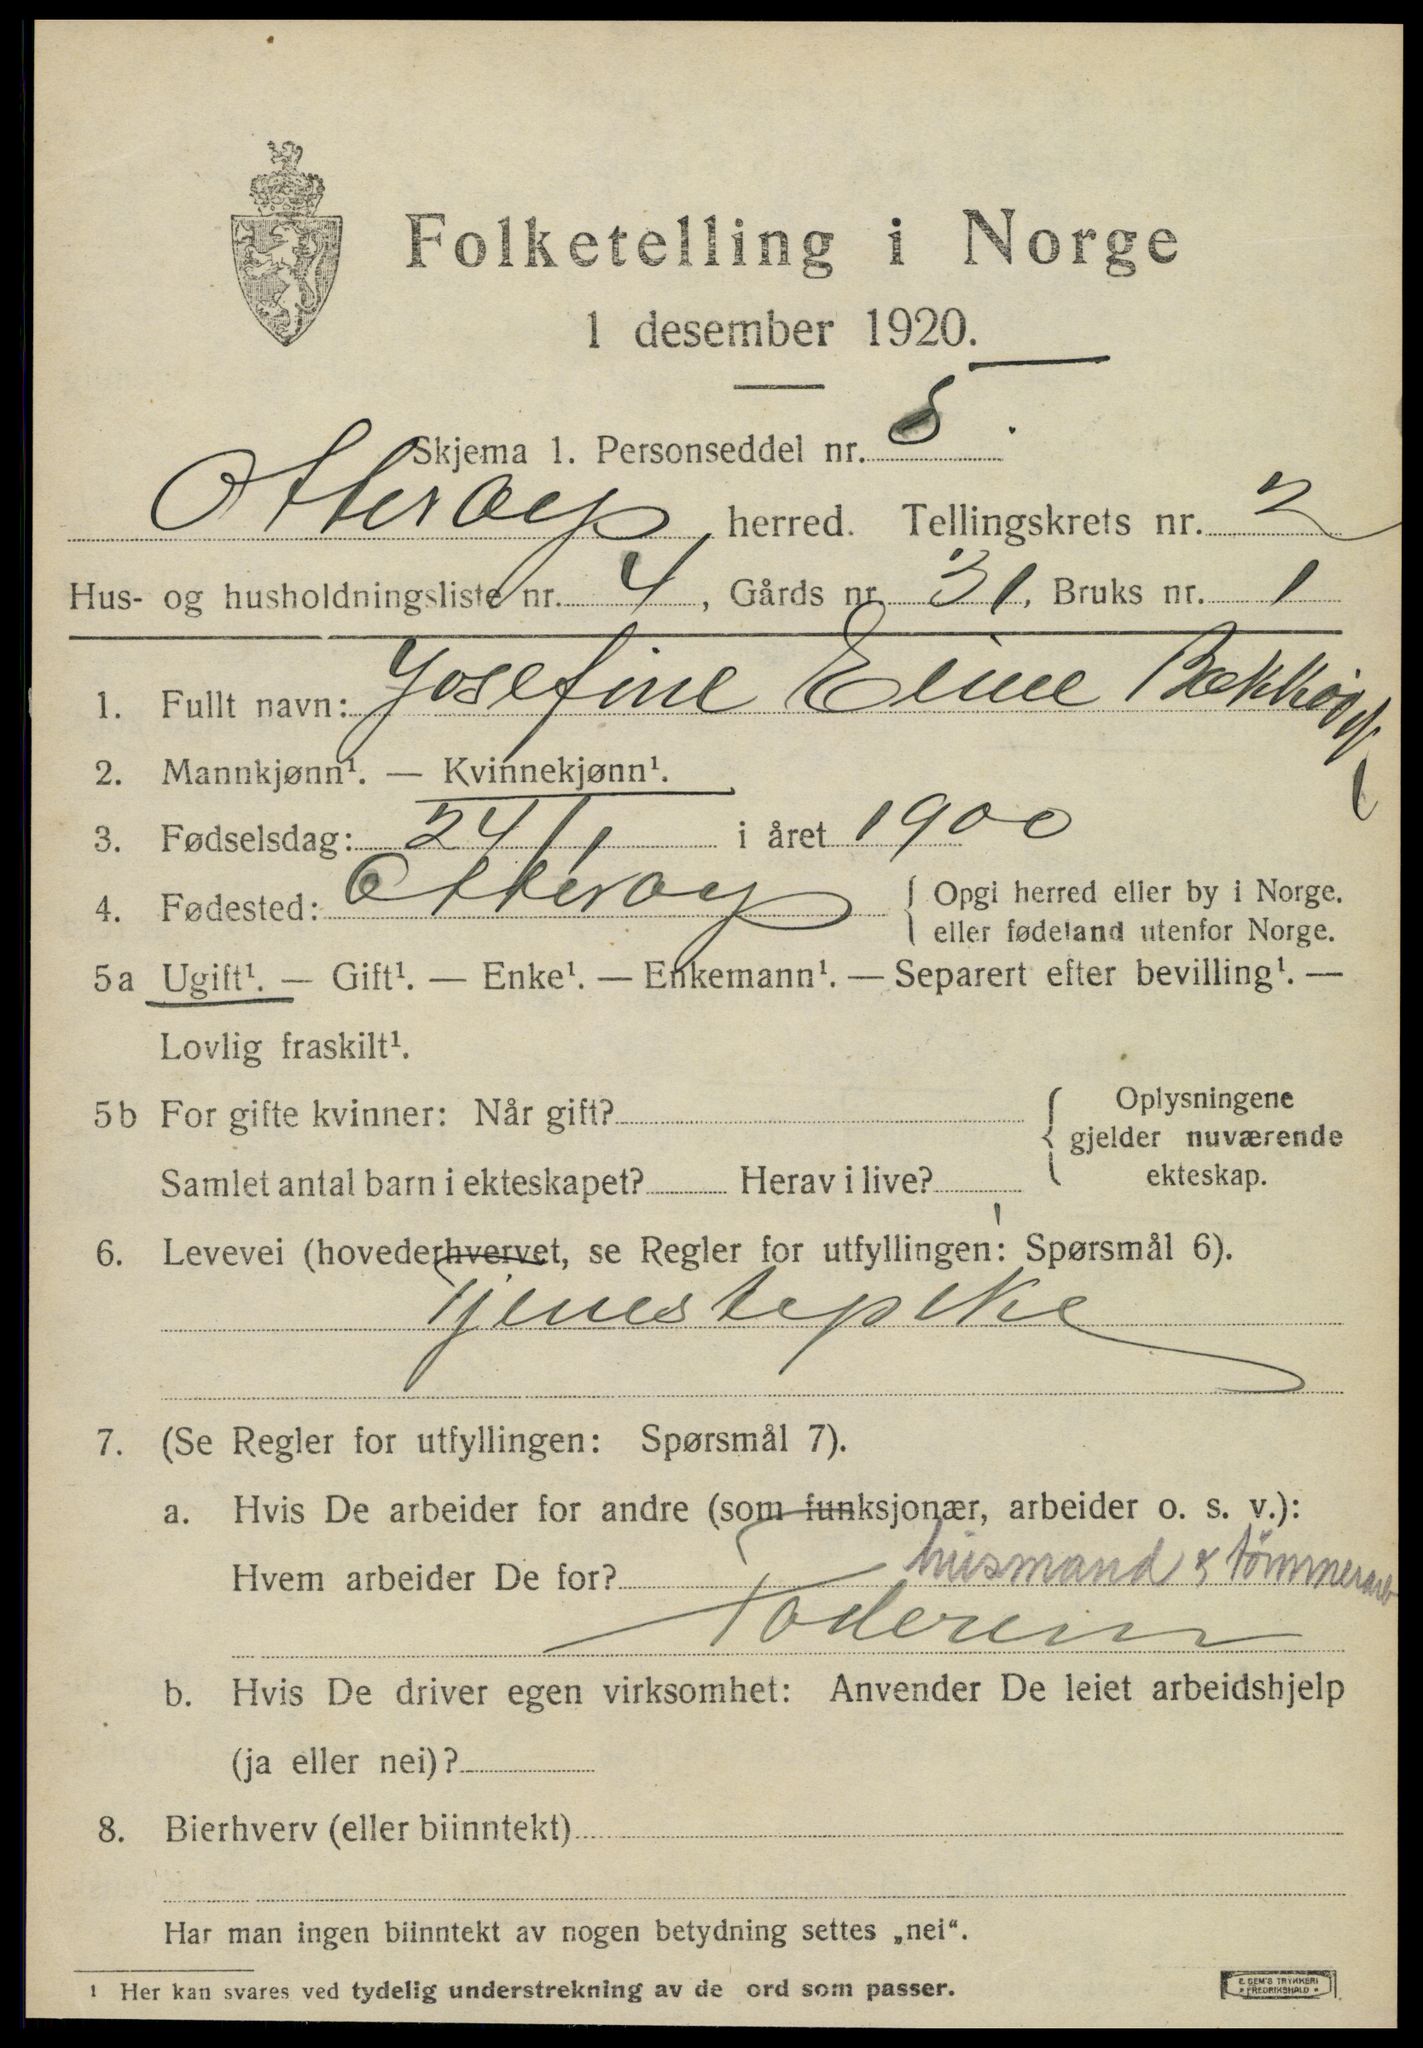 Folketelling i Norge
1 desember 1920.
Skjema 1. Personseddel nr. 5.
Otterøy herred. Tellingskrets nr. 2
Hus- og husholdningsliste nr. 4, Gårds nr. 31, Bruks nr. 1
1. Fullt navn: Josefine Eline
2. Mannkjønn¹. — Kvinnekjønn¹.
3. Fødselsdag: 24/1 i året 1900
4. Fødested: Otterøy { Opgi herred eller by i Norge.
eller fødeland utenfor Norge.
5a Ugift¹. — Gift¹. — Enke¹. — Enkemann¹. — Separert efter bevilling¹. —
Lovlig fraskilt¹.
5b For gifte kvinner: Når gift? { Oplysningene
gjelder nuværende
Samlet antal barn i ekteskapet? Herav i live? ekteskap.
6. Levevei (hovederhvervet, se Regler for utfyllingen: Spørsmål 6).
Tjenestepike
7. (Se Regler for utfyllingen: Spørsmål 7).
a. Hvis De arbeider for andre (som funksjonær, arbeider o. s. v.):
Hvem arbeider De for? husmand & tømmerarb
Foderen
b. Hvis De driver egen virksomhet: Anvender De leiet arbeidshjelp
(ja eller nei)?
8. Bierhverv (eller biinntekt)
Har man ingen biinntekt av nogen betydning settes „nei“.
¹ Her kan svares ved tydelig understrekning av de ord som passer.
E SEM'S TRYKKERI
* FREDRIKSHALD *